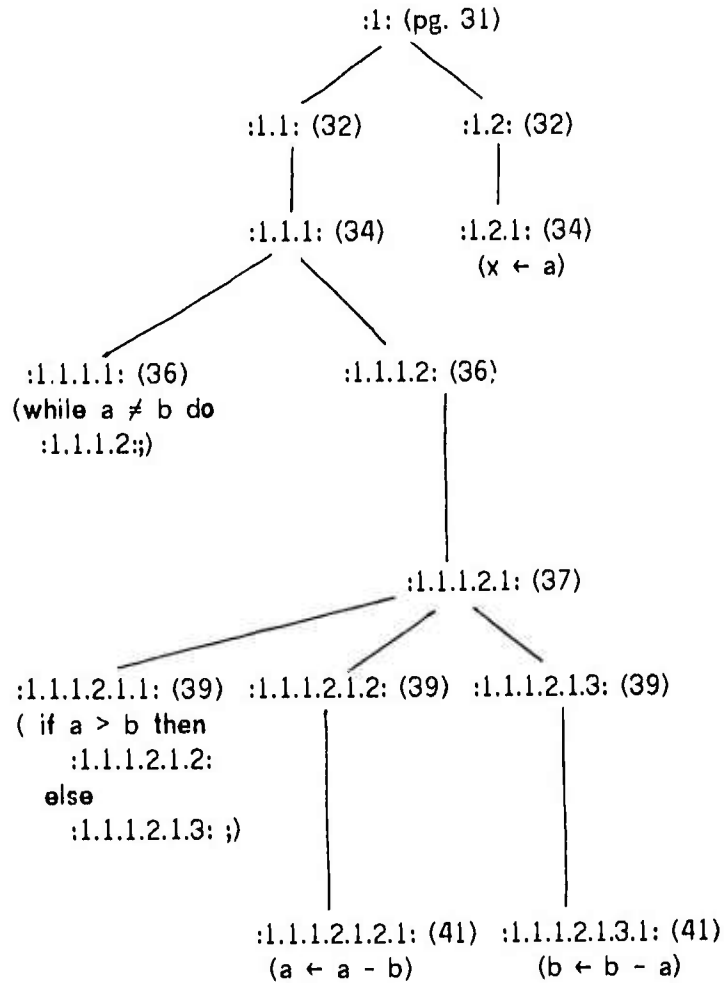 :1: (pg. 31)
:1.1: (32) :1.2: (32)
:1.1.1: (34) :1.2.1: (34)
(x ← a)
:1.1.1.1: (36) :1.1.1.2: (36)
(while a ≠ b do
:1.1.1.2:;)
:1.1.1.2.1: (37)
:1.1.1.2.1.1: (39) :1.1.1.2.1.2: (39) :1.1.1.2.1.3: (39)
( if a > b then
:1.1.1.2.1.2:
else
:1.1.1.2.1.3: ;)
:1.1.1.2.1.2.1: (41) :1.1.1.2.1.3.1: (41)
(a ← a - b) (b ← b - a)